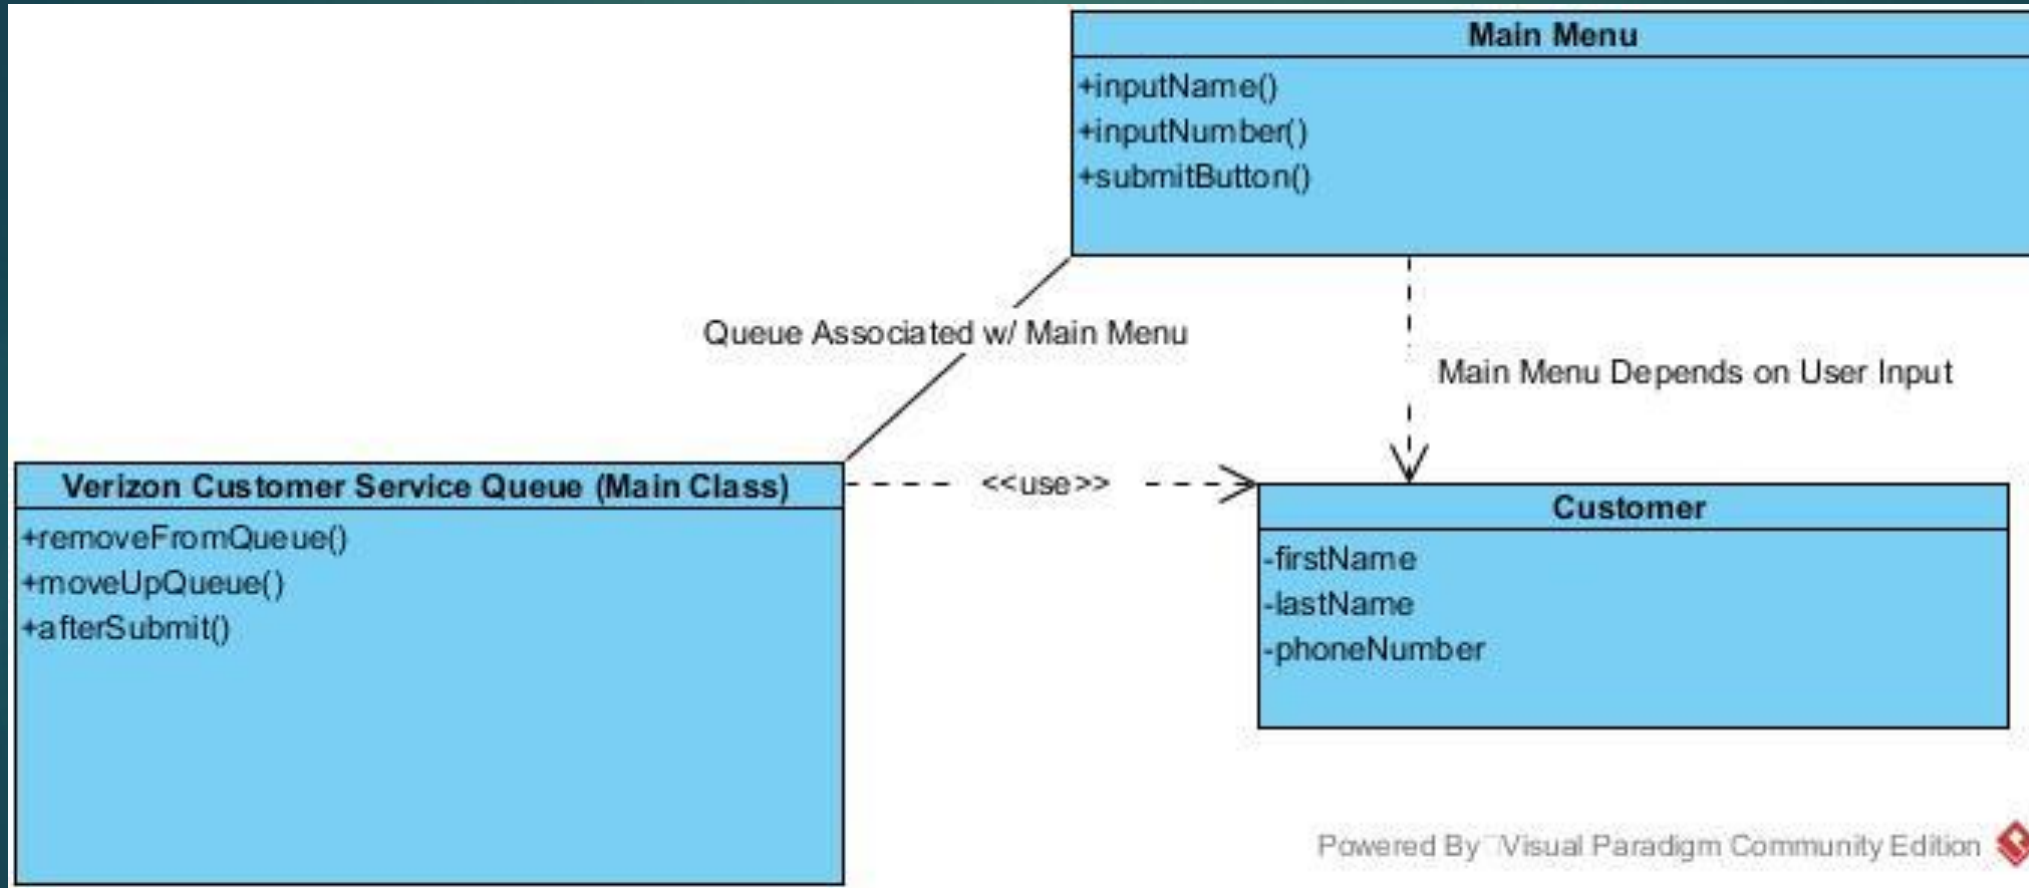 Main Menu
+inputName()
+inputNumber()
+submitButton()
Queue Associated w/ Main Menu
Main Menu Depends on User Input
Verizon Customer Service Queue (Main Class)
+removeFromQueue()
+moveUpQueue()
+afterSubmit()
<<use>>
Customer
-firstName
-lastName
-phoneNumber
Powered By Visual Paradigm Community Edition